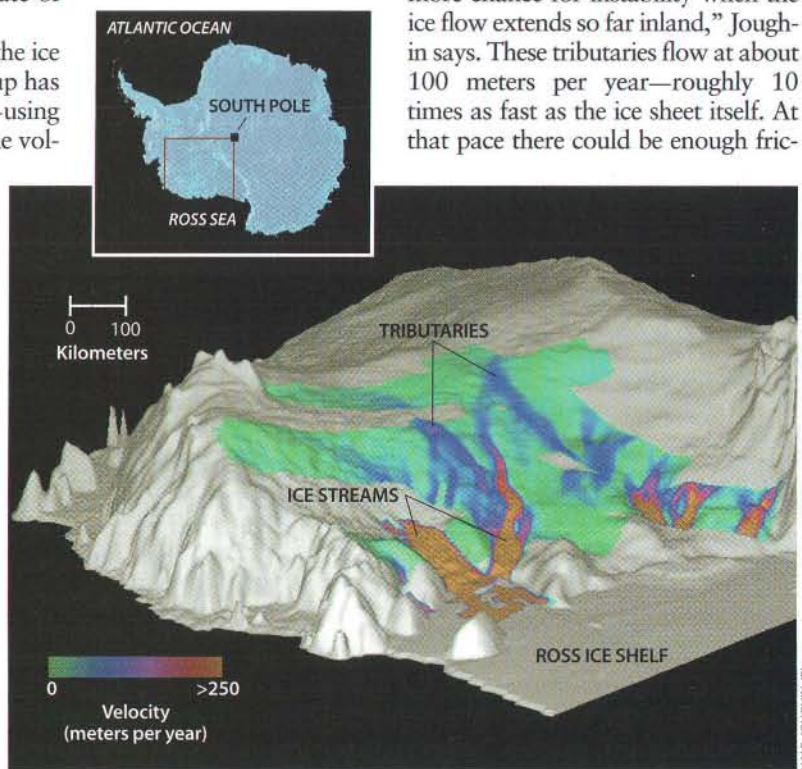 ate of
the ice
up has
-using
e vol-
more chance for instability when the
ice flow extends so far inland,” Jough-
in says. These tributaries flow at about
100 meters per year—roughly 10
times as fast as the ice sheet itself. At
that pace there could be enough fric-
ATLANTIC OCEAN
SOUTH POLE
ROSS SEA
0 100
Kilometers
TRIBUTARIES
ICE STREAMS
ROSS ICE SHELF
0 >250
Velocity
(meters per year)